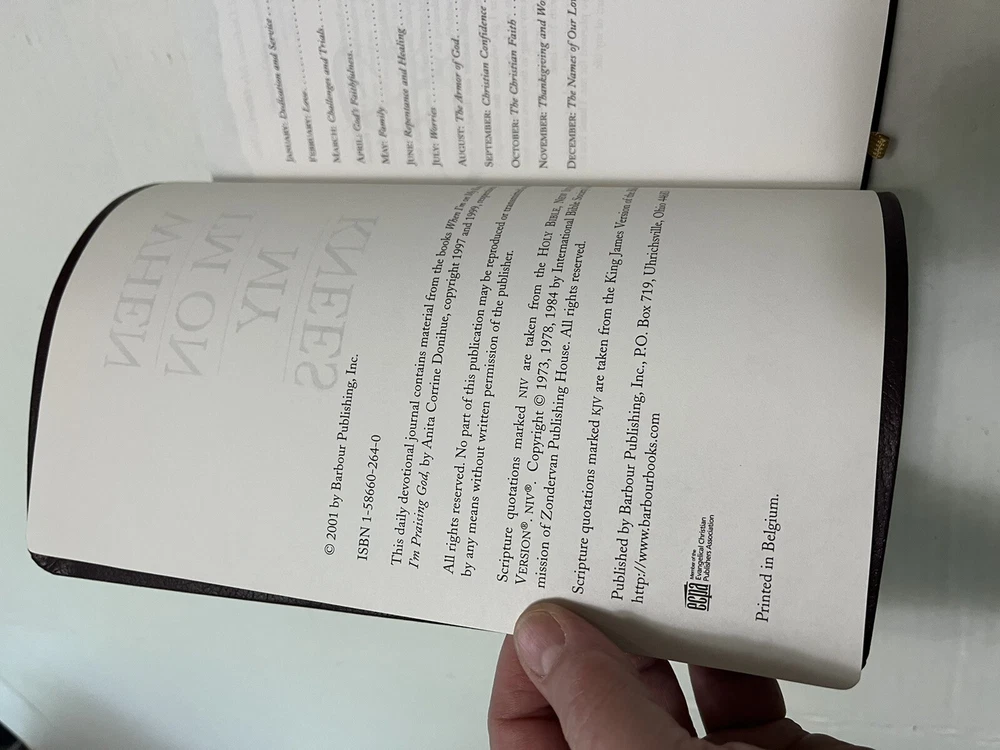 WHEN
I'M ON
MY
KNEES
© 2001 by Barbour Publishing, Inc.
ISBN 1-58660-264-0
This daily devotional journal contains material from the books When I'm on My
I'm Praising God, by Anita Corrine Donihue, copyright 1997 and 1999,
All rights reserved. No part of this publication may be reproduced or
by any means without written permission of the publisher.
Scripture quotations marked NIV are taken from the HOLY BIBLE, NEW
VERSION®. NIV®. Copyright © 1973, 1978, 1984 by International Bible
mission of Zondervan Publishing House. All rights reserved.
Scripture quotations marked KJV are taken from the King James Version of the
Published by Barbour Publishing, Inc., P.O. Box 719, Uhrichsville, Ohio
http://www.barbourbooks.com
ecpa Member of the
Evangelical Christian
Publishers Association
Printed in Belgium.
JANUARY: Dedication and Service
FEBRUARY: Love
MARCH: Challenges and Trials
APRIL: God's Faithfulness
MAY: Family
JUNE: Repentance and Healing
JULY: Worries
AUGUST: The Armor of God
SEPTEMBER: Christian Confidence
OCTOBER: The Christian Faith
NOVEMBER: Thanksgiving and
DECEMBER: The Names of Our